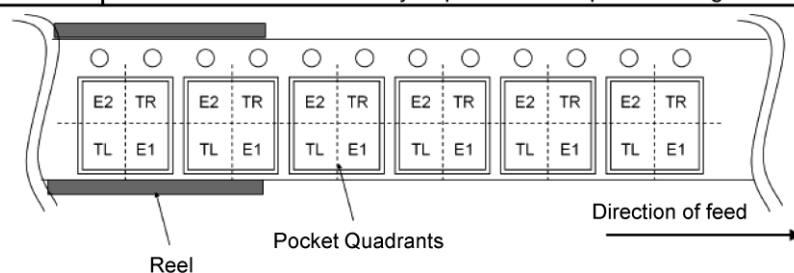 E2 TR E2 TR E2 TR E2 TR E2 TR E2 TR
TL E1 TL E1 TL E1 TL E1 TL E1 TL E1
Direction of feed
Pocket Quadrants
Reel